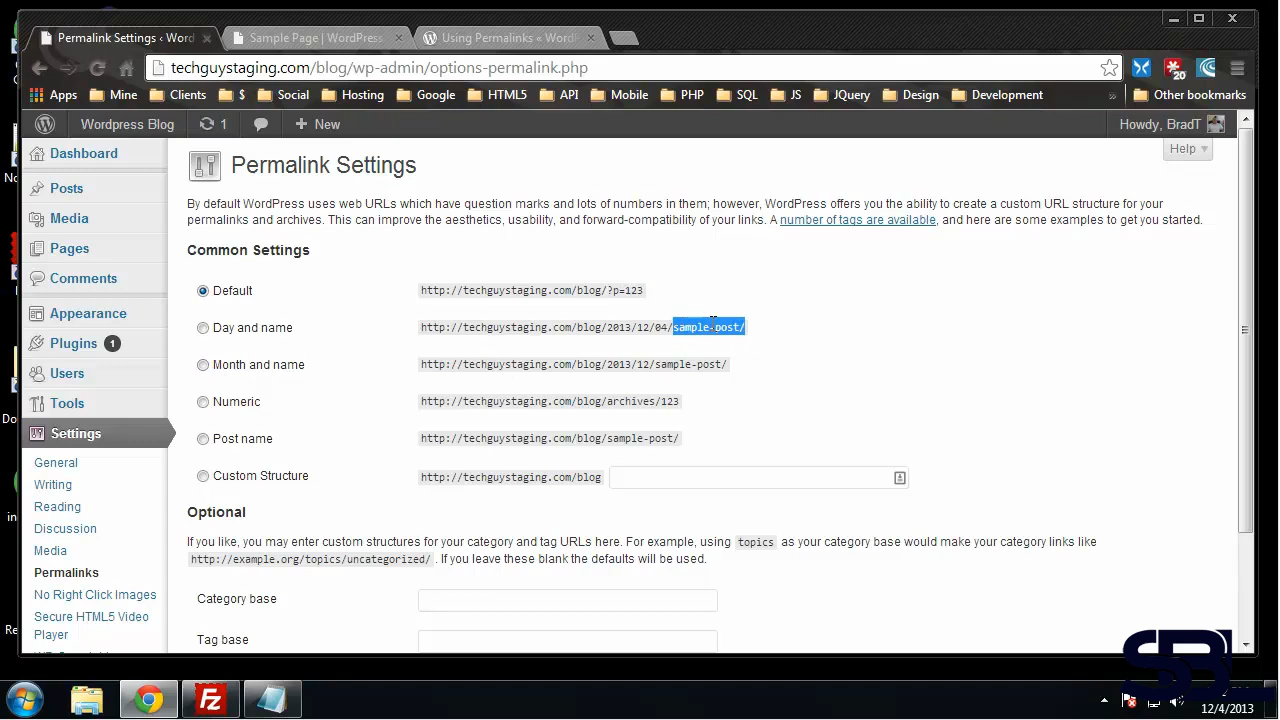 Permalink Settings ‹ Word
Sample Page | WordPress
Using Permalinks « WordP
techguystaging.com/blog/wp-admin/options-permalink.php
20
Apps Mine Clients $ Social Hosting Google HTML5 API Mobile PHP SQL JS JQuery Design Development » Other bookmarks
Wordpress Blog 1 + New Howdy, BradT
Dashboard
Posts
Media
Pages
Comments
Appearance
Plugins 1
Users
Tools
Settings
General
Writing
Reading
Discussion
Media
Permalinks
No Right Click Images
Secure HTML5 Video
Player
Help
Permalink Settings
By default WordPress uses web URLs which have question marks and lots of numbers in them; however, WordPress offers you the ability to create a custom URL structure for your
permalinks and archives. This can improve the aesthetics, usability, and forward-compatibility of your links. A number of tags are available, and here are some examples to get you started.
Common Settings
Default http://techguystaging.com/blog/?p=123
Day and name http://techguystaging.com/blog/2013/12/04/sample-post/
Month and name http://techguystaging.com/blog/2013/12/sample-post/
Numeric http://techguystaging.com/blog/archives/123
Post name http://techguystaging.com/blog/sample-post/
Custom Structure http://techguystaging.com/blog
Optional
If you like, you may enter custom structures for your category and tag URLs here. For example, using topics as your category base would make your category links like
http://example.org/topics/uncategorized/ . If you leave these blank the defaults will be used.
Category base
Tag base
SB
Fz
12/4/2013